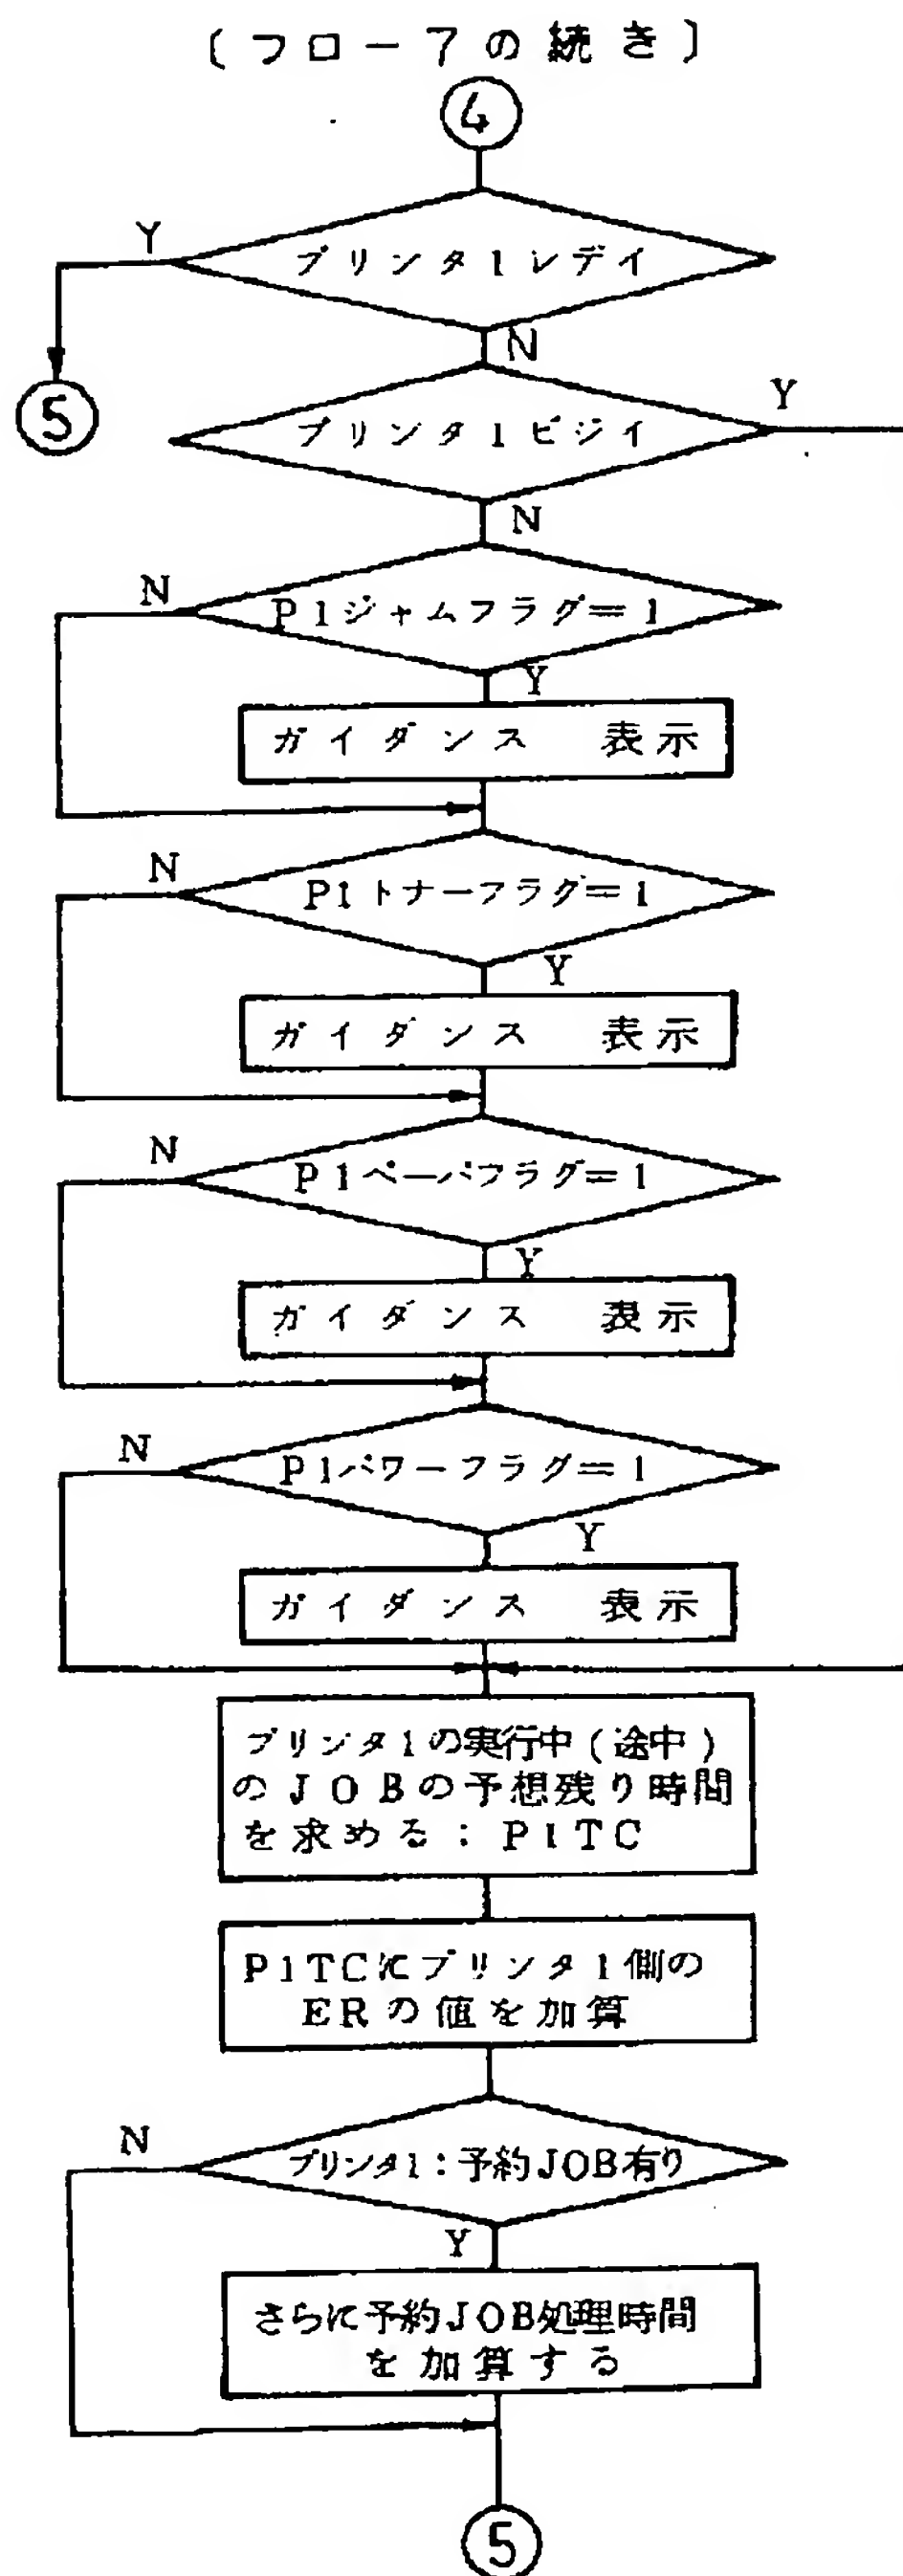 〔フロー7の続き〕
④
プリンタ1レデイ
Y
N
⑤
プリンタ1ビジイ
Y
N
P1ジャムフラグ=1
N
Y
ガイダンス 表示
P1トナーフラグ=1
N
Y
ガイダンス 表示
P1ペーパフラグ=1
N
Y
ガイダンス 表示
P1パワーフラグ=1
N
Y
ガイダンス 表示
プリンタ1の実行中(途中)
のJOBの予想残り時間
を求める:P1TC
P1TCにプリンタ1側の
ERの値を加算
プリンタ1:予約JOB有り
N
Y
さらに予約JOB処理時間
を加算する
⑤